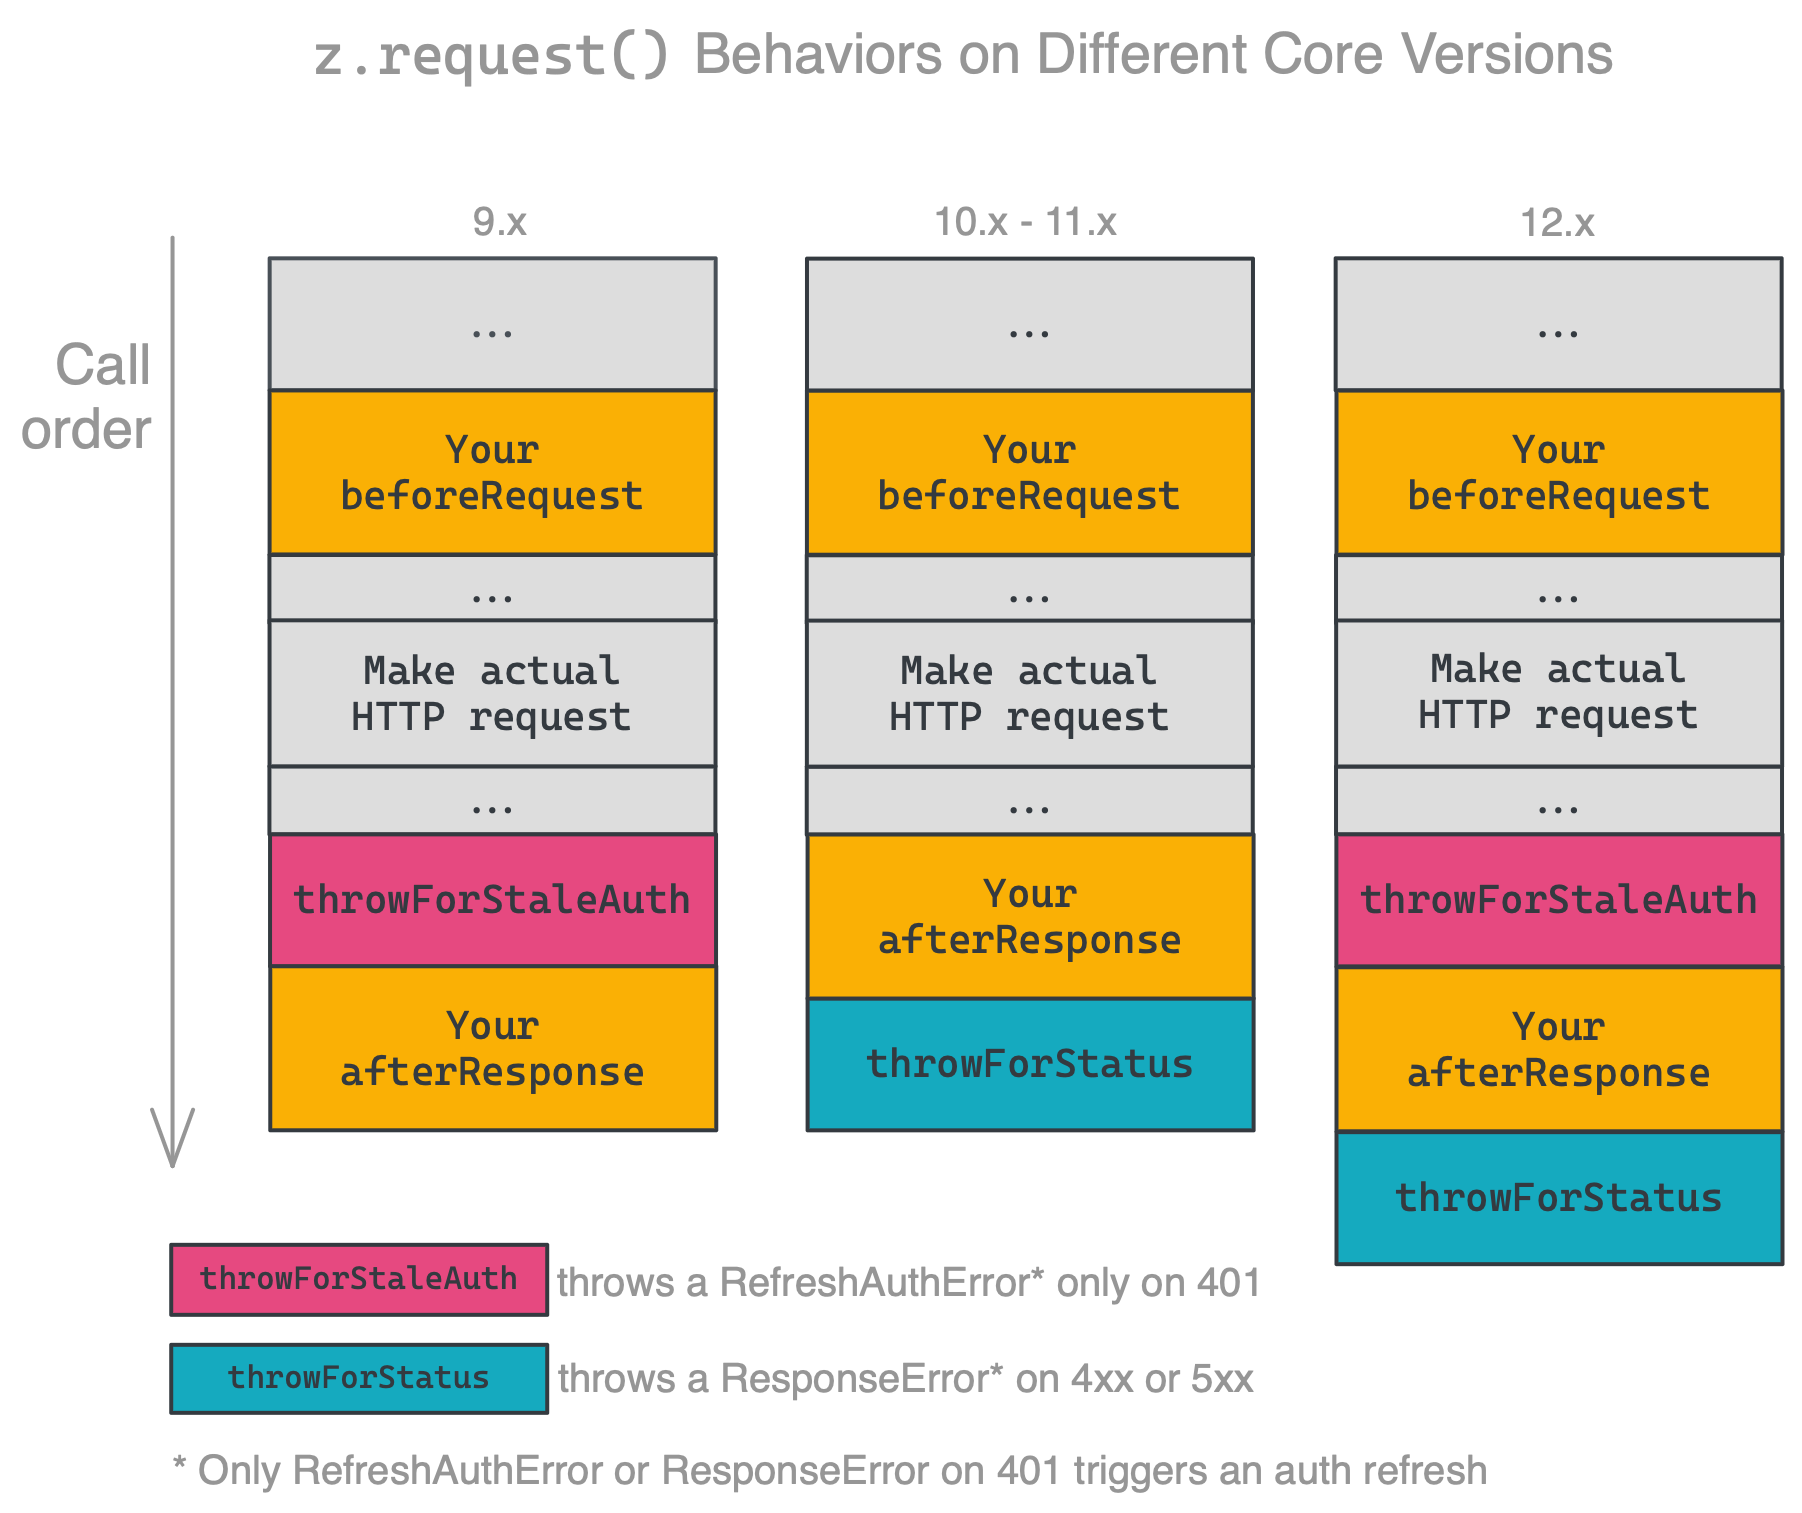 z.request() Behaviors on Different Core Versions
Call
order
9.x
...
Your
beforeRequest
...
Make actual
HTTP request
...
throwForStaleAuth
Your
afterResponse
10.x - 11.x
...
Your
beforeRequest
...
Make actual
HTTP request
...
Your
afterResponse
throwForStatus
12.x
...
Your
beforeRequest
...
Make actual
HTTP request
...
throwForStaleAuth
Your
afterResponse
throwForStatus
throwForStaleAuth throws a RefreshAuthError* only on 401
throwForStatus throws a ResponseError* on 4xx or 5xx
* Only RefreshAuthError or ResponseError on 401 triggers an auth refresh